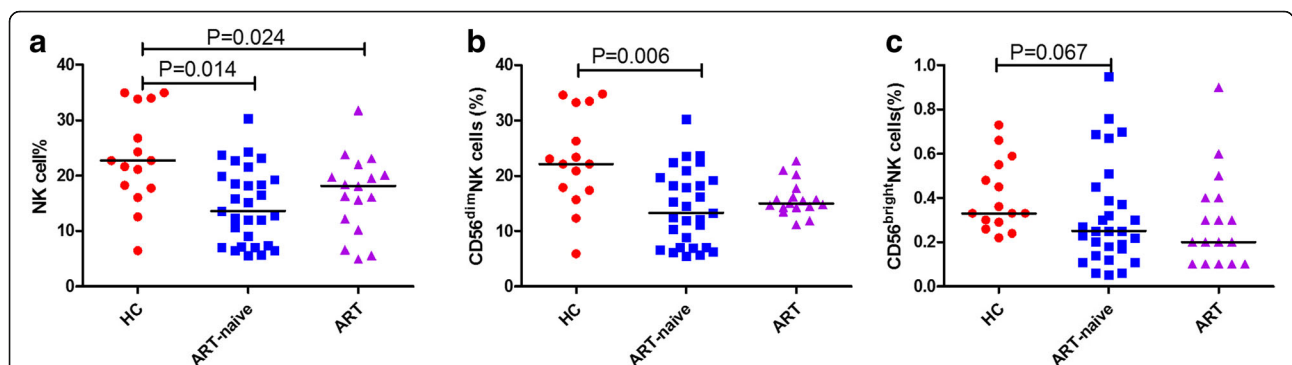 a
P=0.024
P=0.014
NK cell%
40
30
20
10
0
HC
ART-naive
ART
b
P=0.006
CD56dimNK cells (%)
40
30
20
10
0
HC
ART-naive
ART
c
P=0.067
CD56brightNK cells(%)
1.0
0.8
0.6
0.4
0.2
0.0
HC
ART-naive
ART